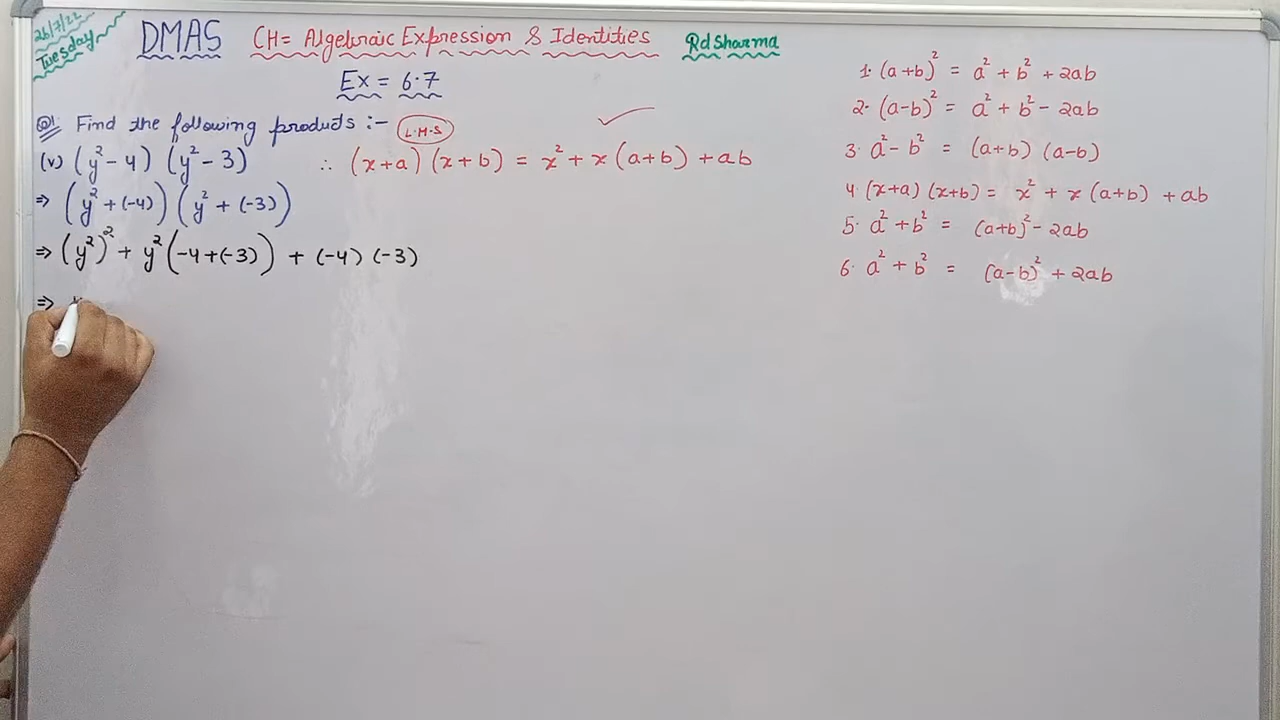 26/7/22
Tuesday
DMAS CH= Algebraic Expression & Identities Rd Sharma
Ex = 6.7
Q1. Find the following products :- L.H.S
(v) (y² - 4) (y² - 3) ∴ (x+a) (x+b) = x² + x (a+b) + ab
⇒ (y² + (-4)) (y² + (-3))
⇒ (y²)² + y² (-4 + (-3)) + (-4) (-3)
⇒
1. (a+b)² = a² + b² + 2ab
2. (a-b)² = a² + b² - 2ab
3. a² - b² = (a+b) (a-b)
4. (x+a) (x+b) = x² + x (a+b) + ab
5. a² + b² = (a+b)² - 2ab
6. a² + b² = (a-b)² + 2ab